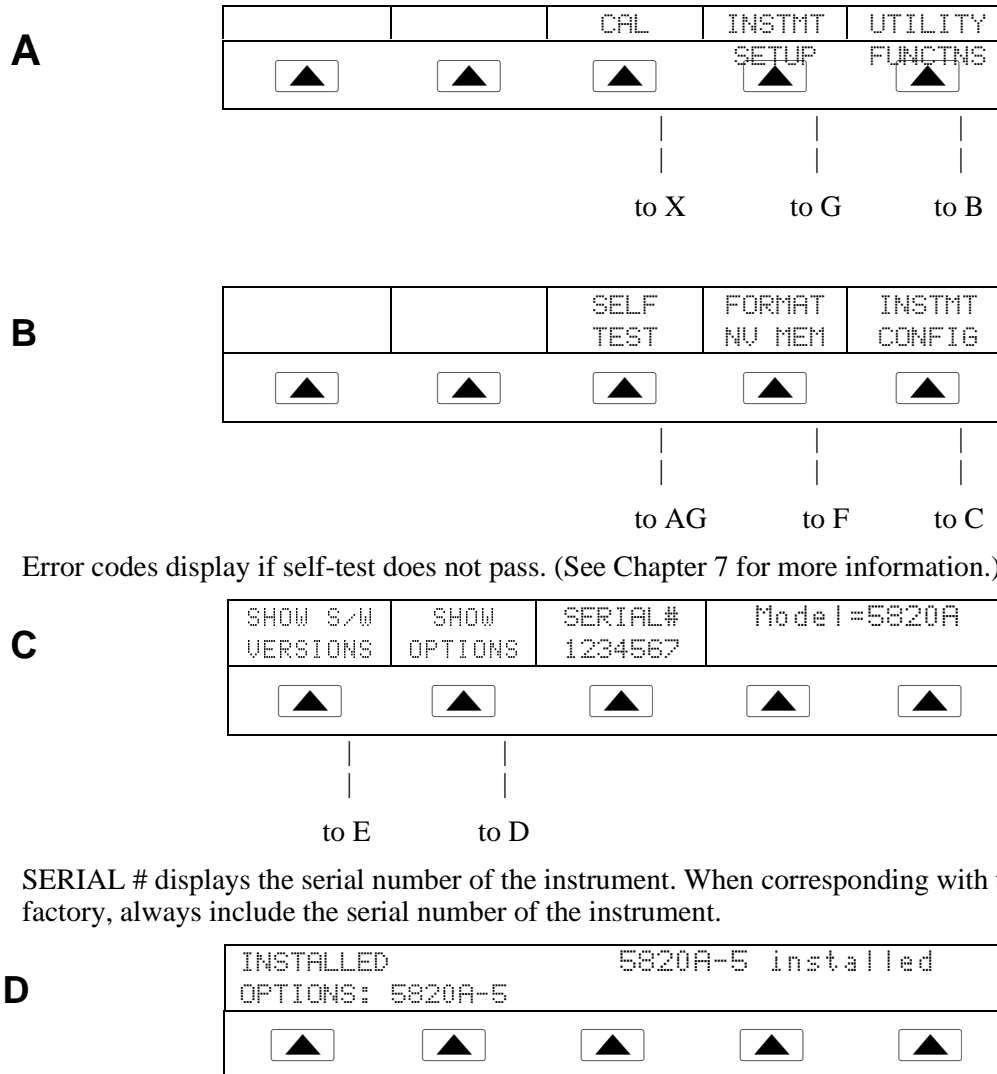 A
CAL INSTMT UTILITY
SETUP FUNCTNS
to X to G to B
B
SELF FORMAT INSTMT
TEST NV MEM CONFIG
to AG to F to C
Error codes display if self-test does not pass. (See Chapter 7 for more information.)
C
SHOW S/W SHOW SERIAL# Model=5820A
VERSIONS OPTIONS 1234567
to E to D
SERIAL # displays the serial number of the instrument. When corresponding with
factory, always include the serial number of the instrument.
D
INSTALLED 5820A-5 installed
OPTIONS: 5820A-5